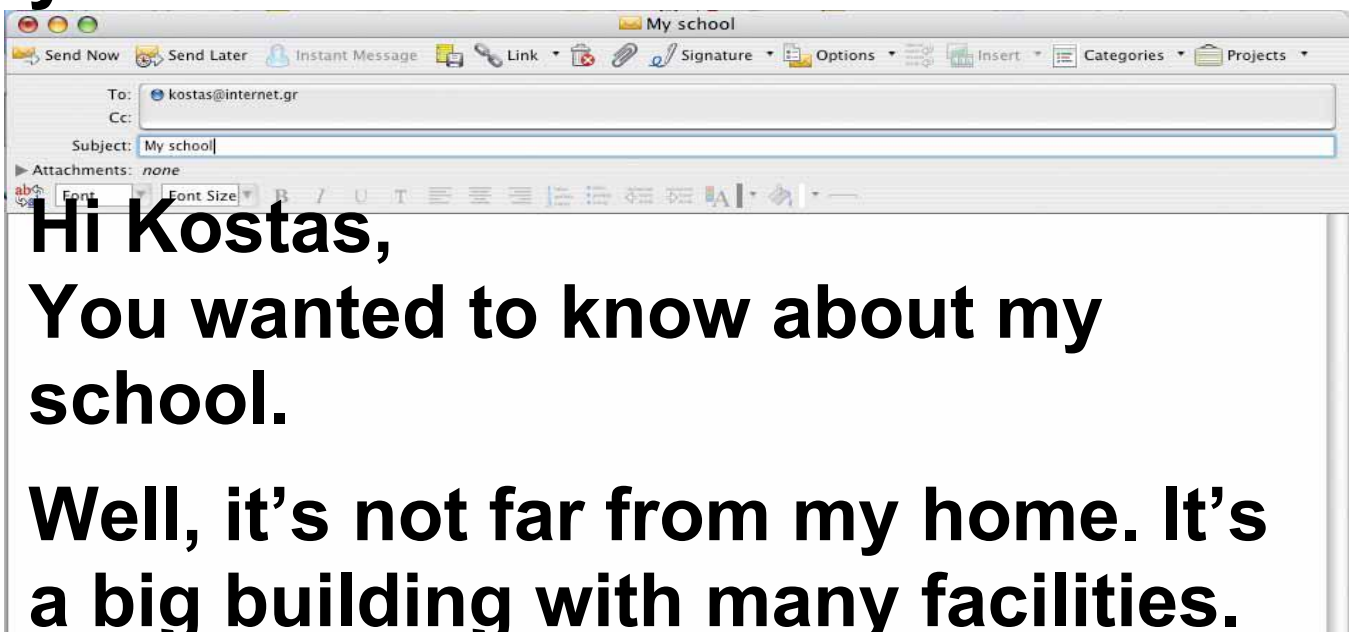 My school
Send Now Send Later Instant Message Link Signature Options Insert Categories Projects
To: kostas@internet.gr
Cc:
Subject: My school
Attachments: none
Font Font Size B I U T
Hi Kostas,
You wanted to know about my
school.
Well, it's not far from my home. It's
a big building with many facilities.